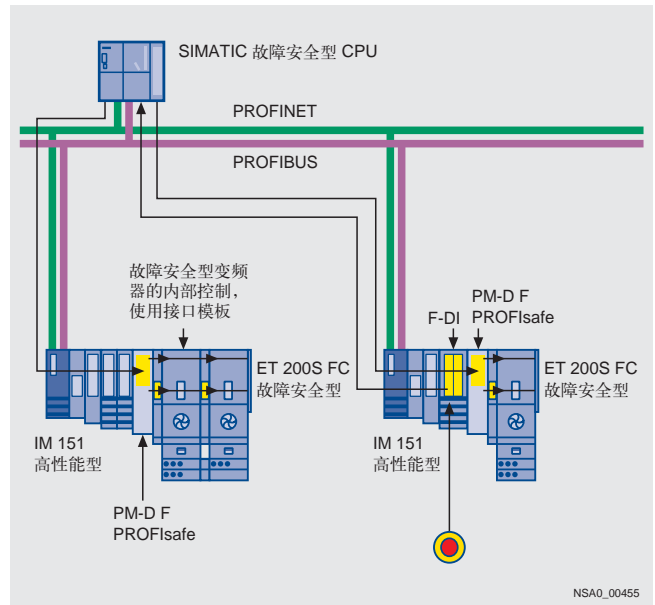 SIMATIC 故障安全型 CPU
PROFINET
PROFIBUS
故障安全型变频
器的内部控制，
使用接口模板
ET 200S FC
故障安全型
IM 151
高性能型
PM-D F
PROFIsafe
F-DI
PM-D F
PROFIsafe
ET 200S FC
故障安全型
IM 151
高性能型
NSA0_00455